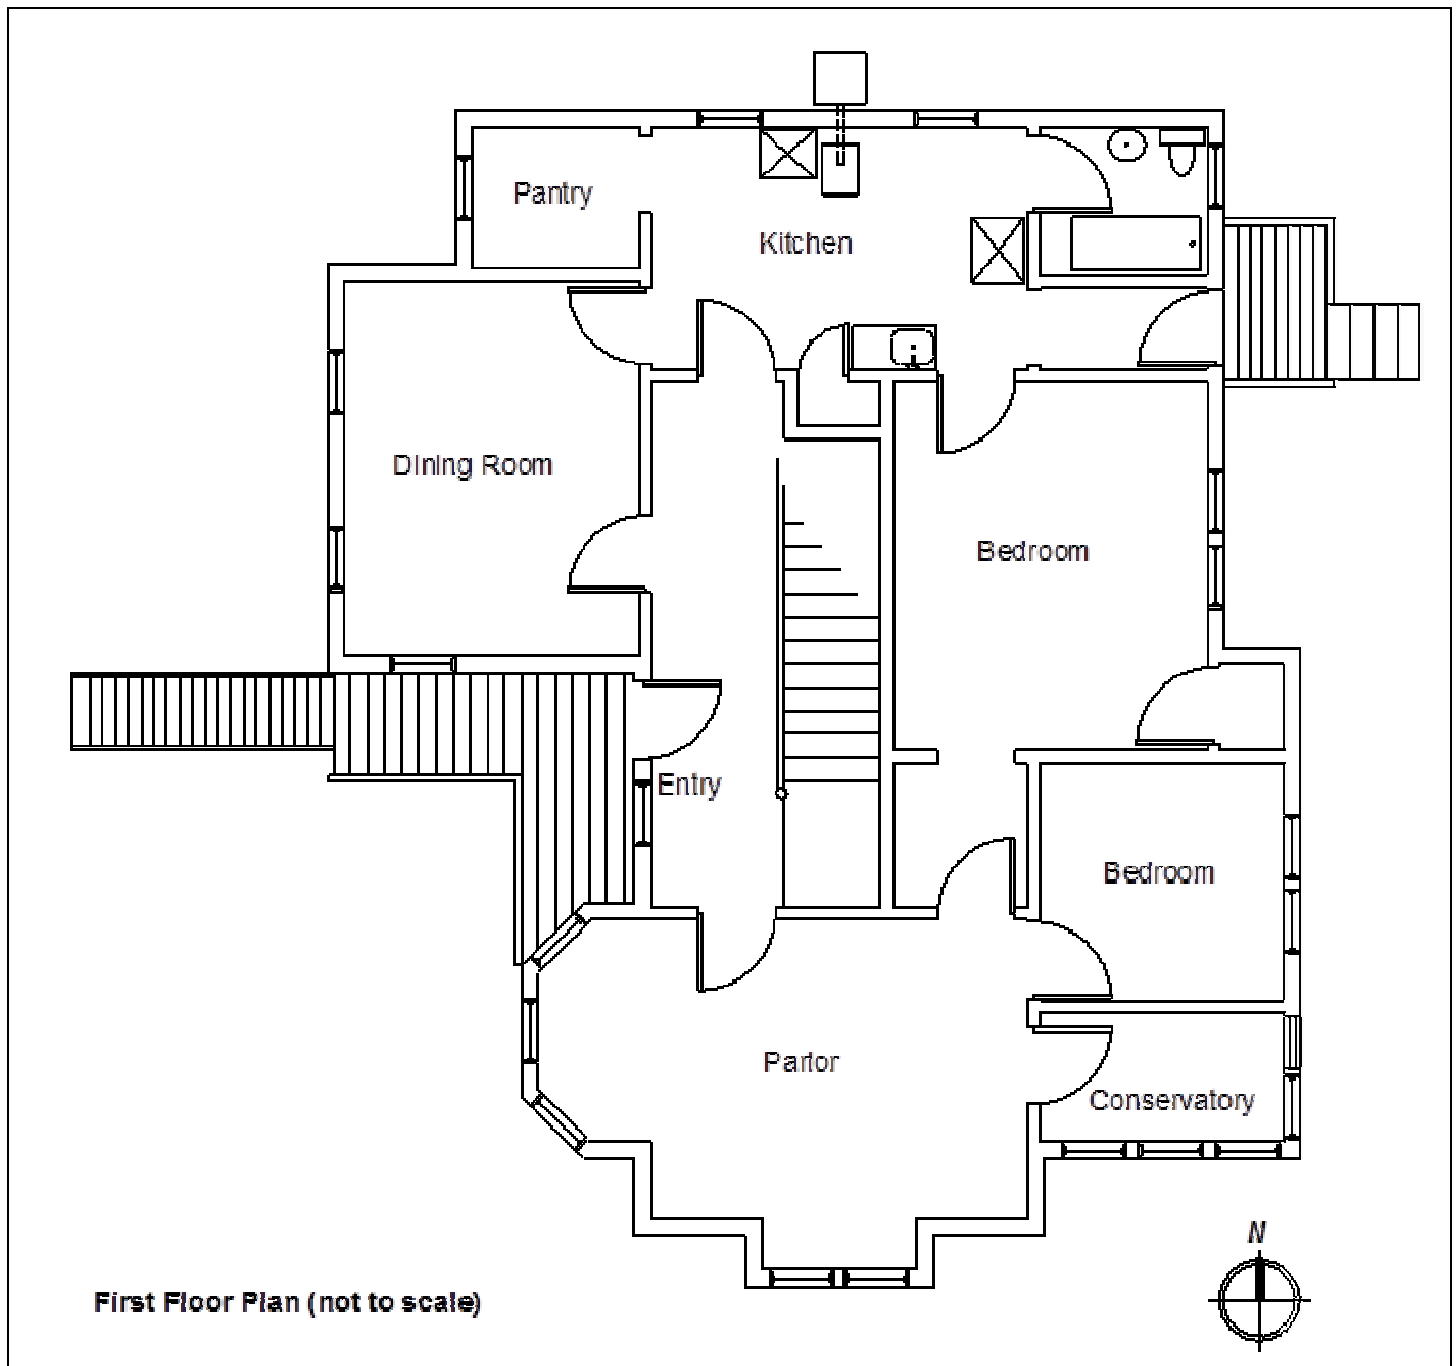 Pantry
Kitchen
Dining Room
Bedroom
Entry
Bedroom
Parlor
Conservatory
N
First Floor Plan (not to scale)